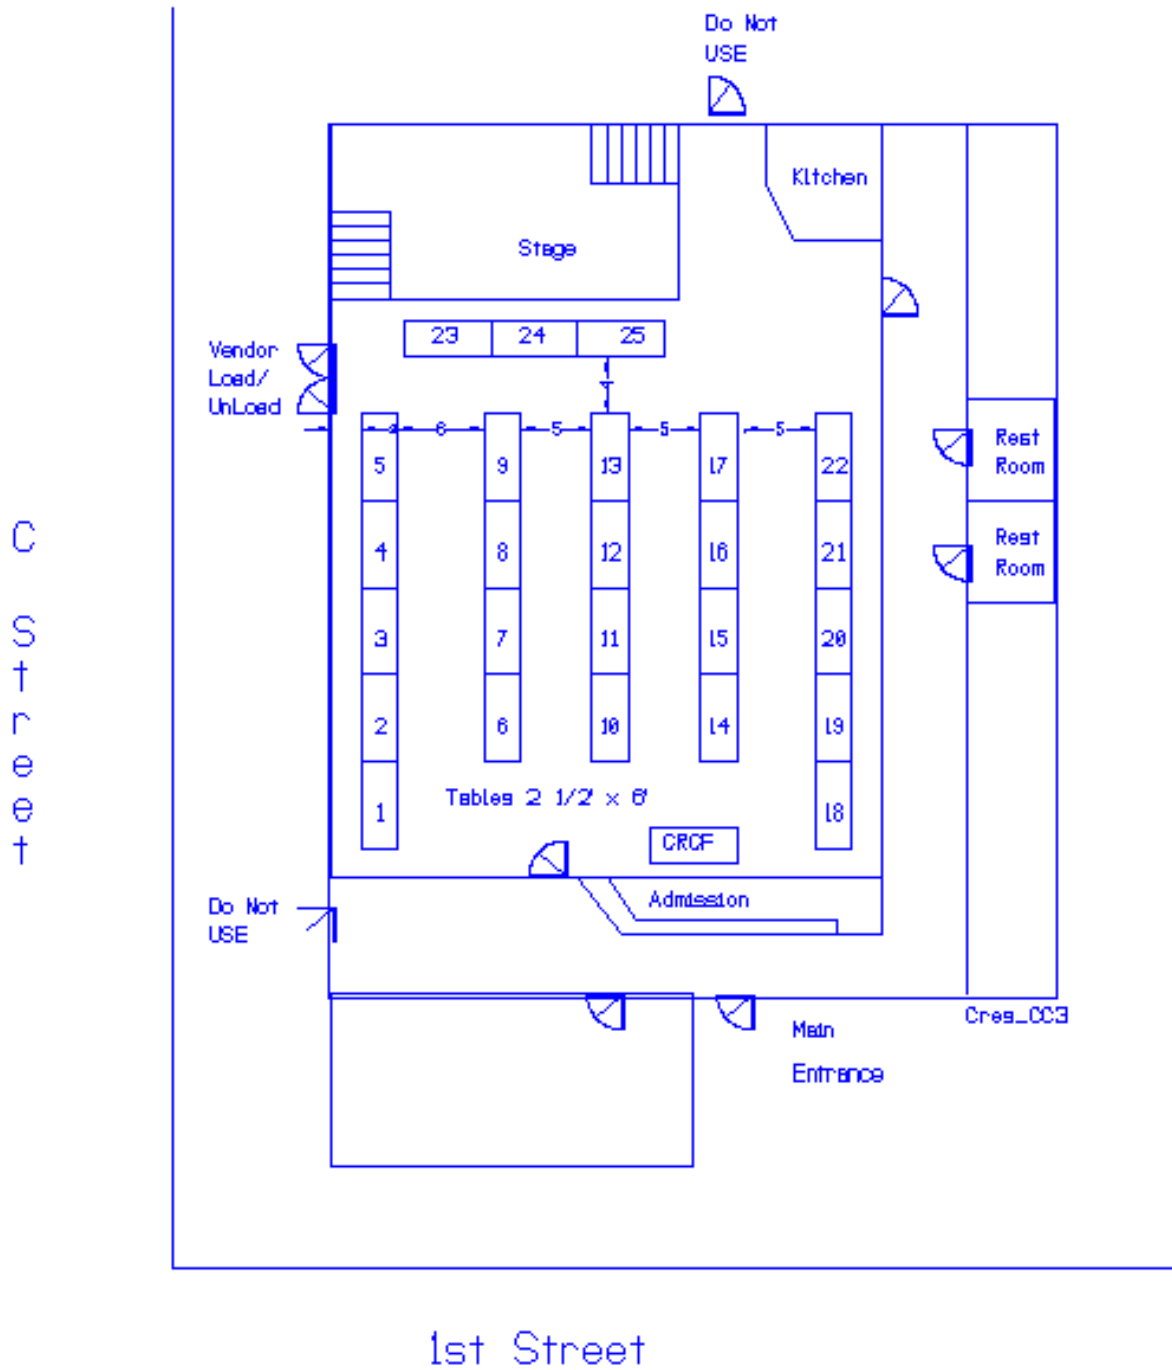 Do Not
USE
Kitchen
Stage
23 24 25
Vendor
Load/
UnLoad
4
6 5 5 5
5 9 13 17 22
Rest
Room
4 8 12 16 21
Rest
Room
3 7 11 15 20
2 6 10 14 19
Tables 2 1/2' x 6'
1 18
CRCF
Admission
Do Not
USE
Cres_CC3
Main
Entrance
C Street
1st Street